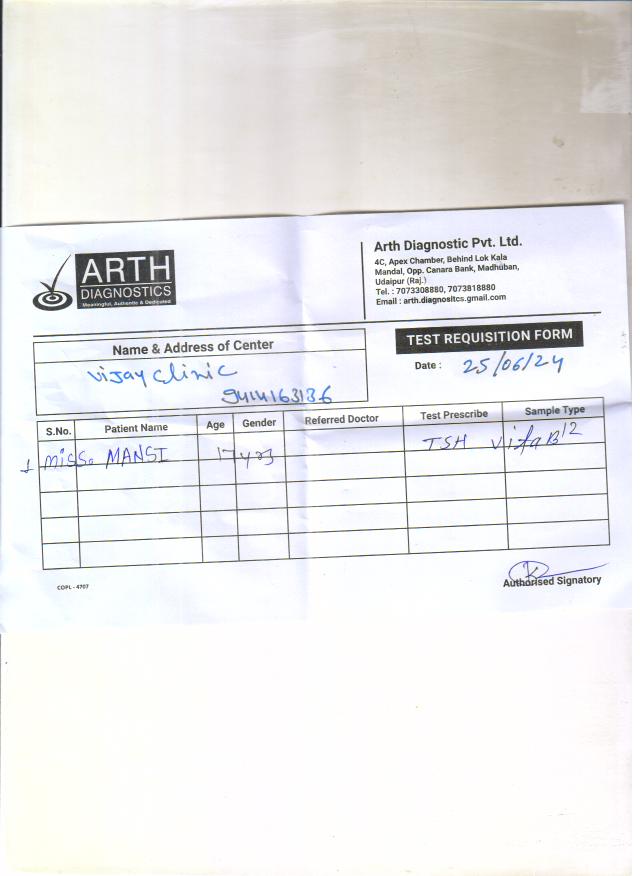 ARTH
DIAGNOSTICS
Meaningful, Authentic & Dedicated
Arth Diagnostic Pvt. Ltd.
4C, Apex Chamber, Behind Lok Kala
Mandal, Opp. Canara Bank, Madhuban,
Udaipur (Raj.)
Tel. : 7073308880, 7073818880
Email : arth.diagnositcs.gmail.com
Name & Address of Center
Vijay Clinic
9414163136
TEST REQUISITION FORM
Date : 25/06/24
S.No. Patient Name Age Gender Referred Doctor Test Prescribe Sample Type
1 Miss. MANSI 17 yrs TSH vita B12
COPL - 4707
Authorised Signatory